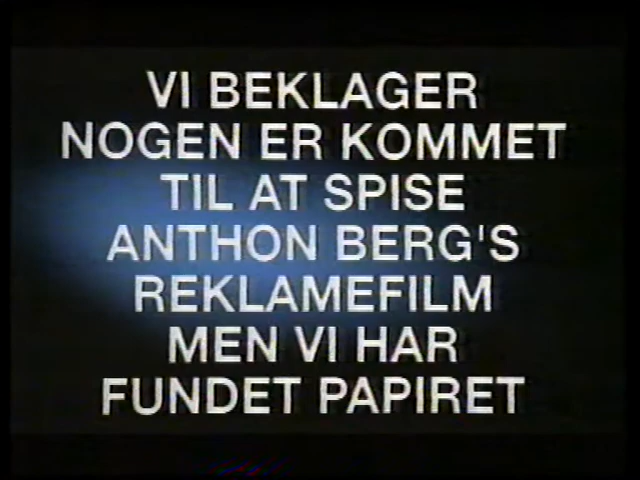 VI BEKLAGER
NOGEN ER KOMMET
TIL AT SPISE
ANTHON BERG'S
REKLAMEFILM
MEN VI HAR
FUNDET PAPIRET